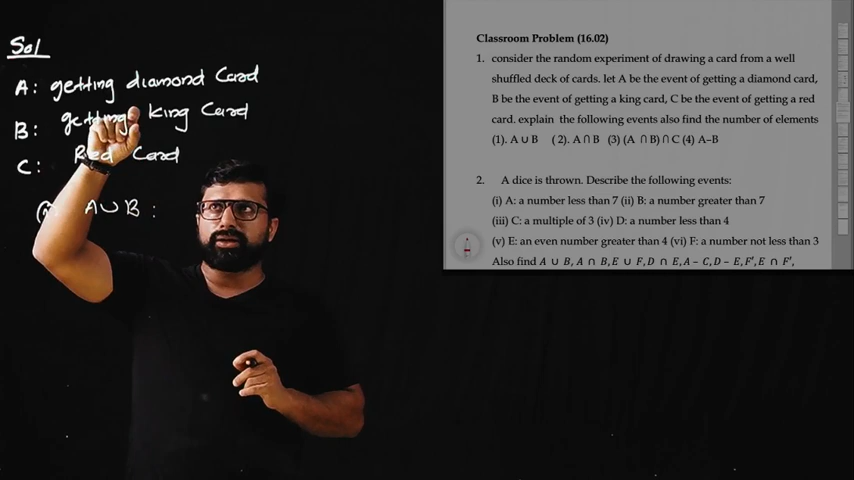 Sol
A: getting diamond Card
B: getting king Card
C: Red Card
A∪B :
Classroom Problem (16.02)
1. consider the random experiment of drawing a card from a well
shuffled deck of cards. let A be the event of getting a diamond card,
B be the event of getting a king card, C be the event of getting a red
card. explain the following events also find the number of elements
(1). A ∪ B (2). A ∩ B (3) (A ∩ B) ∩ C (4) A–B
2. A dice is thrown. Describe the following events:
(i) A: a number less than 7 (ii) B: a number greater than 7
(iii) C: a multiple of 3 (iv) D: a number less than 4
(v) E: an even number greater than 4 (vi) F: a number not less than 3
Also find A ∪ B, A ∩ B, E ∪ F, D ∩ E, A − C, D − E, F′, E ∩ F′,